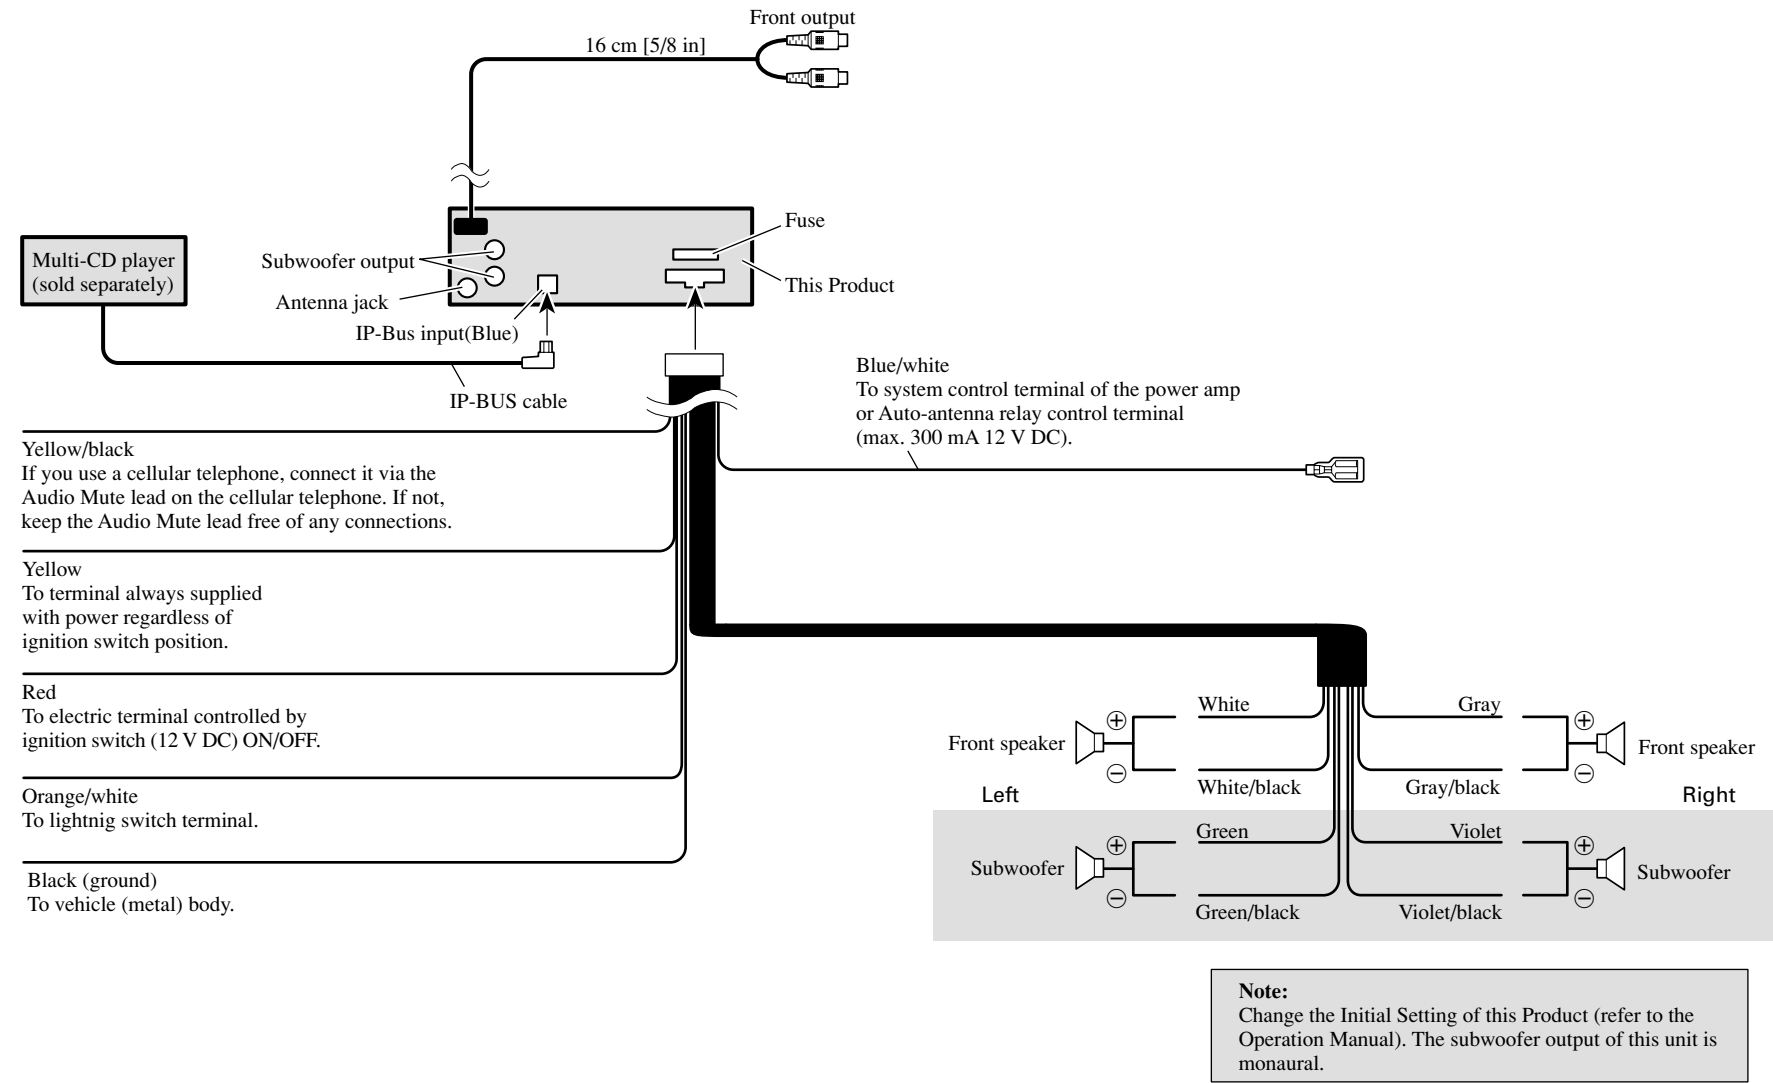 Front output
16 cm [5/8 in]
Fuse
This Product
Multi-CD player
(sold separately)
Subwoofer output
Antenna jack
IP-Bus input(Blue)
IP-BUS cable
Blue/white
To system control terminal of the power amp
or Auto-antenna relay control terminal
(max. 300 mA 12 V DC).
Yellow/black
If you use a cellular telephone, connect it via the
Audio Mute lead on the cellular telephone. If not,
keep the Audio Mute lead free of any connections.
Yellow
To terminal always supplied
with power regardless of
ignition switch position.
Red
To electric terminal controlled by
ignition switch (12 V DC) ON/OFF.
Orange/white
To lightnig switch terminal.
Black (ground)
To vehicle (metal) body.
White
Gray
+
+
Front speaker
Front speaker
−
−
White/black
Gray/black
Left
Right
Green
Violet
+
+
Subwoofer
Subwoofer
−
−
Green/black
Violet/black
Note:
Change the Initial Setting of this Product (refer to the
Operation Manual). The subwoofer output of this unit is
monaural.